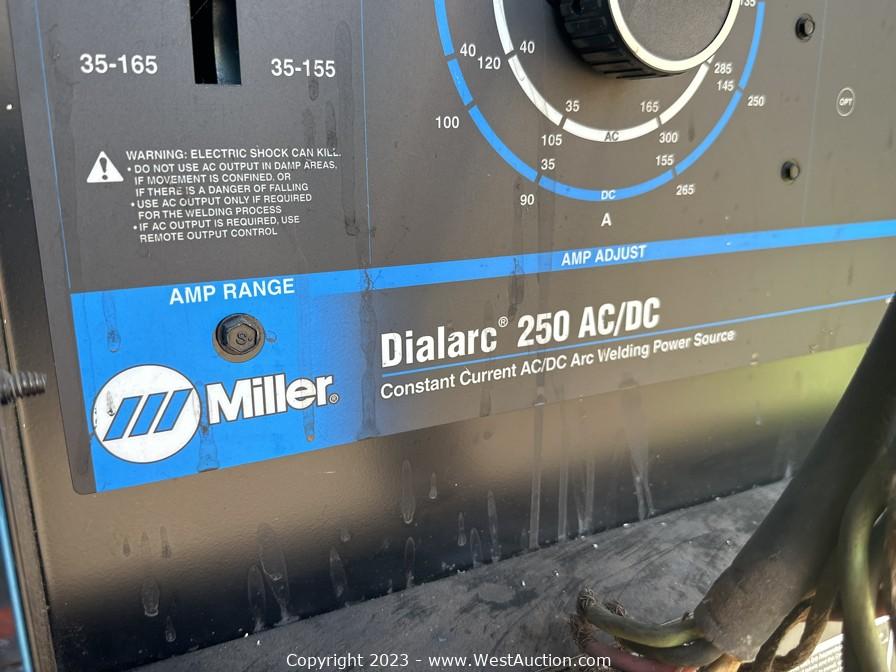 35-165
35-155
WARNING: ELECTRIC SHOCK CAN KILL.
• DO NOT USE AC OUTPUT IN DAMP AREAS,
IF MOVEMENT IS CONFINED, OR
IF THERE IS A DANGER OF FALLING
• USE AC OUTPUT ONLY IF REQUIRED
FOR THE WELDING PROCESS
• IF AC OUTPUT IS REQUIRED, USE
REMOTE OUTPUT CONTROL
135
40
120
40
285
145
250
100
35
165
105
AC
300
35
155
90
DC
265
A
OPT
AMP ADJUST
AMP RANGE
S
Dialarc® 250 AC/DC
Constant Current AC/DC Arc Welding Power Source
Miller®
Copyright 2023 - www.WestAuction.com